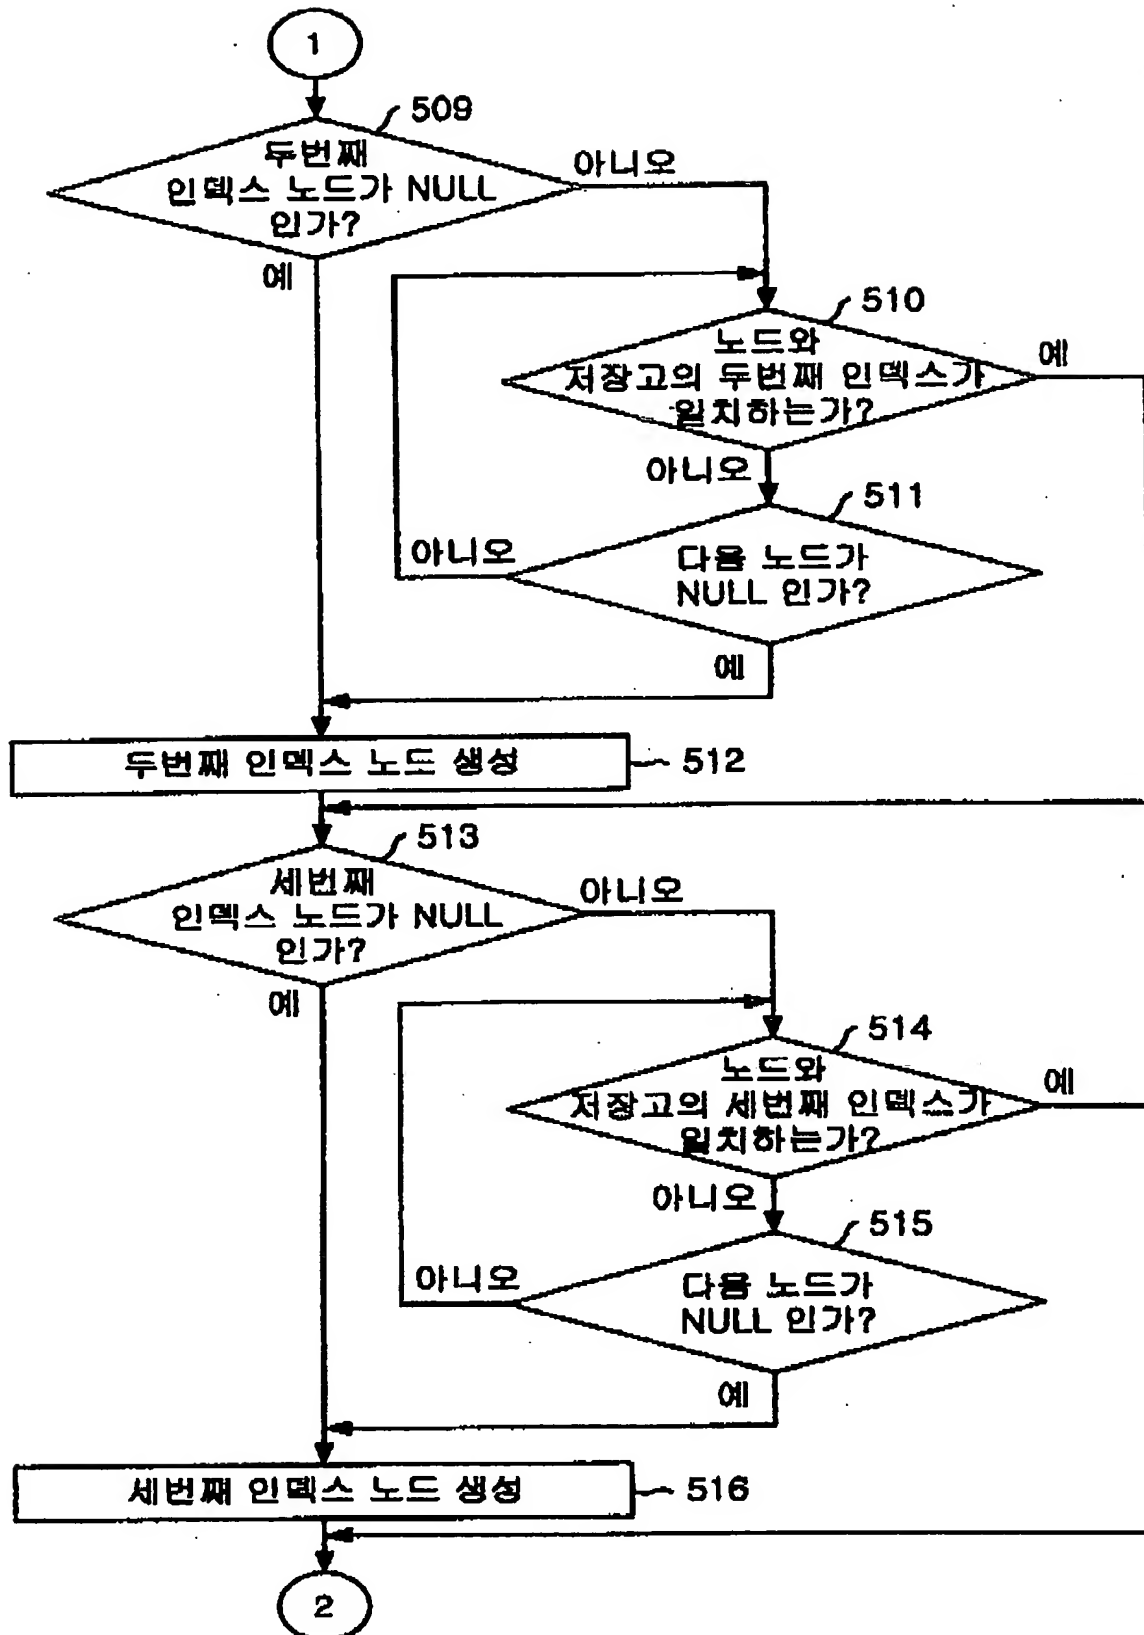 1
509
두번째
인덱스 노드가 NULL
인가?
아니오
예
510
노드와
저장고의 두번째 인덱스가
일치하는가?
예
아니오
511
다음 노드가
NULL 인가?
아니오
예
두번째 인덱스 노드 생성
512
513
세번째
인덱스 노드가 NULL
인가?
아니오
예
514
노드와
저장고의 세번째 인덱스가
일치하는가?
예
아니오
515
다음 노드가
NULL 인가?
아니오
예
세번째 인덱스 노드 생성
516
2